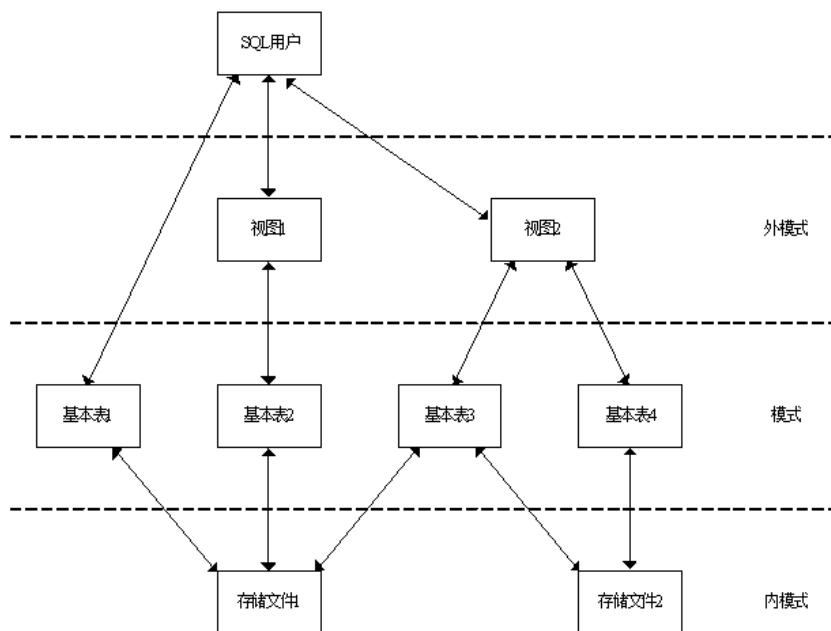 SQL用户
视图1
视图2
外模式
基本表1
基本表2
基本表3
基本表4
模式
存储文件1
存储文件2
内模式